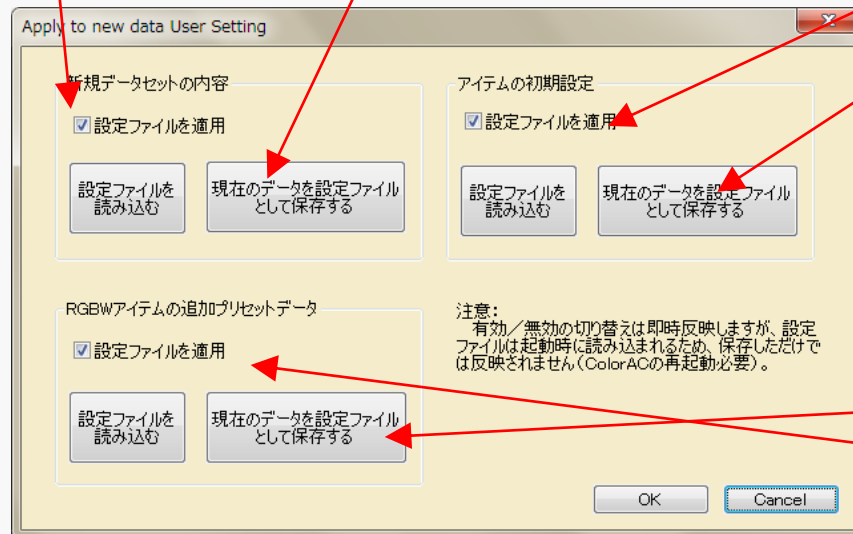 Apply to new data User Setting
新規データセットの内容
設定ファイルを適用
設定ファイルを
読み込む
現在のデータを設定ファイル
として保存する
アイテムの初期設定
設定ファイルを適用
設定ファイルを
読み込む
現在のデータを設定ファイル
として保存する
RGBWアイテムの追加プリセットデータ
設定ファイルを適用
設定ファイルを
読み込む
現在のデータを設定ファイル
として保存する
注意:
有効/無効の切り替えは即時反映しますが、設定
ファイルは起動時に読み込まれるため、保存しただけで
は反映されません(ColorACの再起動必要)。
OK
Cancel